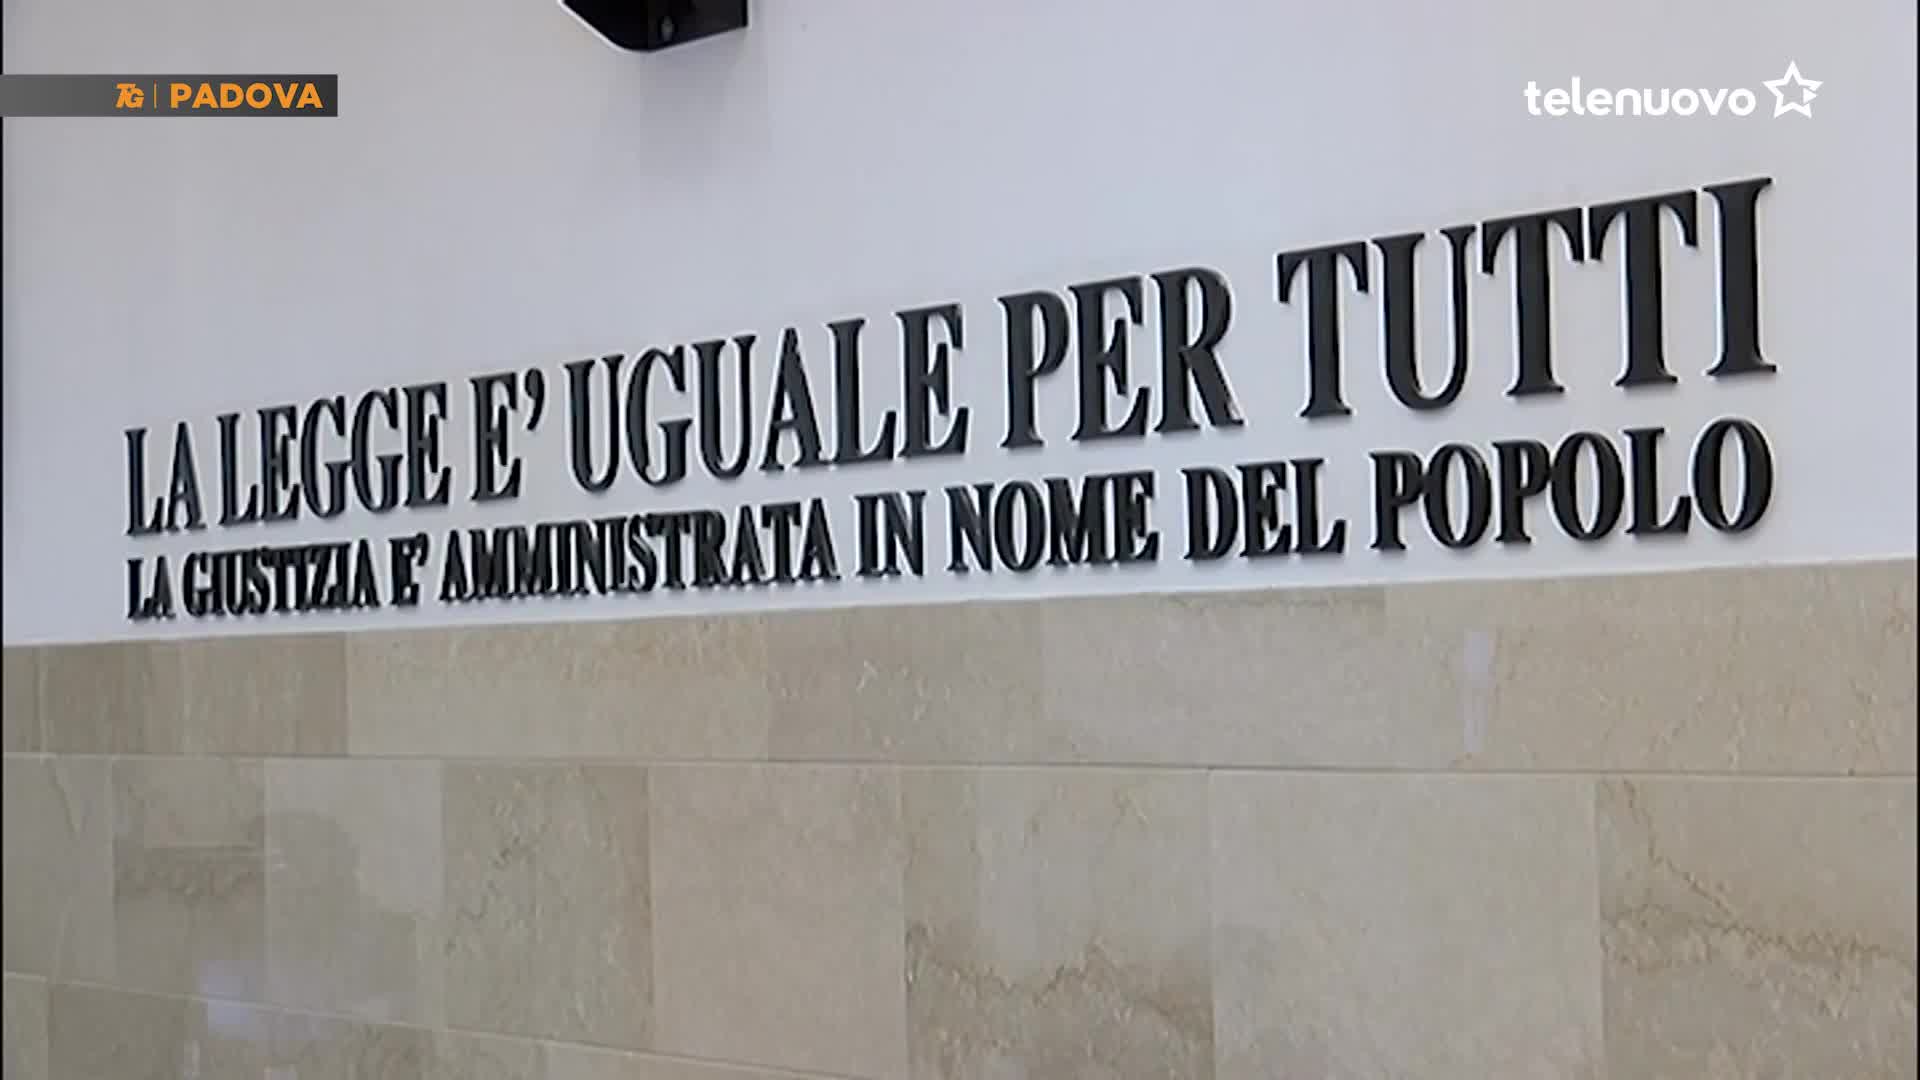 TG | PADOVA
telenuovo
LA LEGGE E' UGUALE PER TUTTI
LA GIUSTIZIA E' AMMINISTRATA IN NOME DEL POPOLO